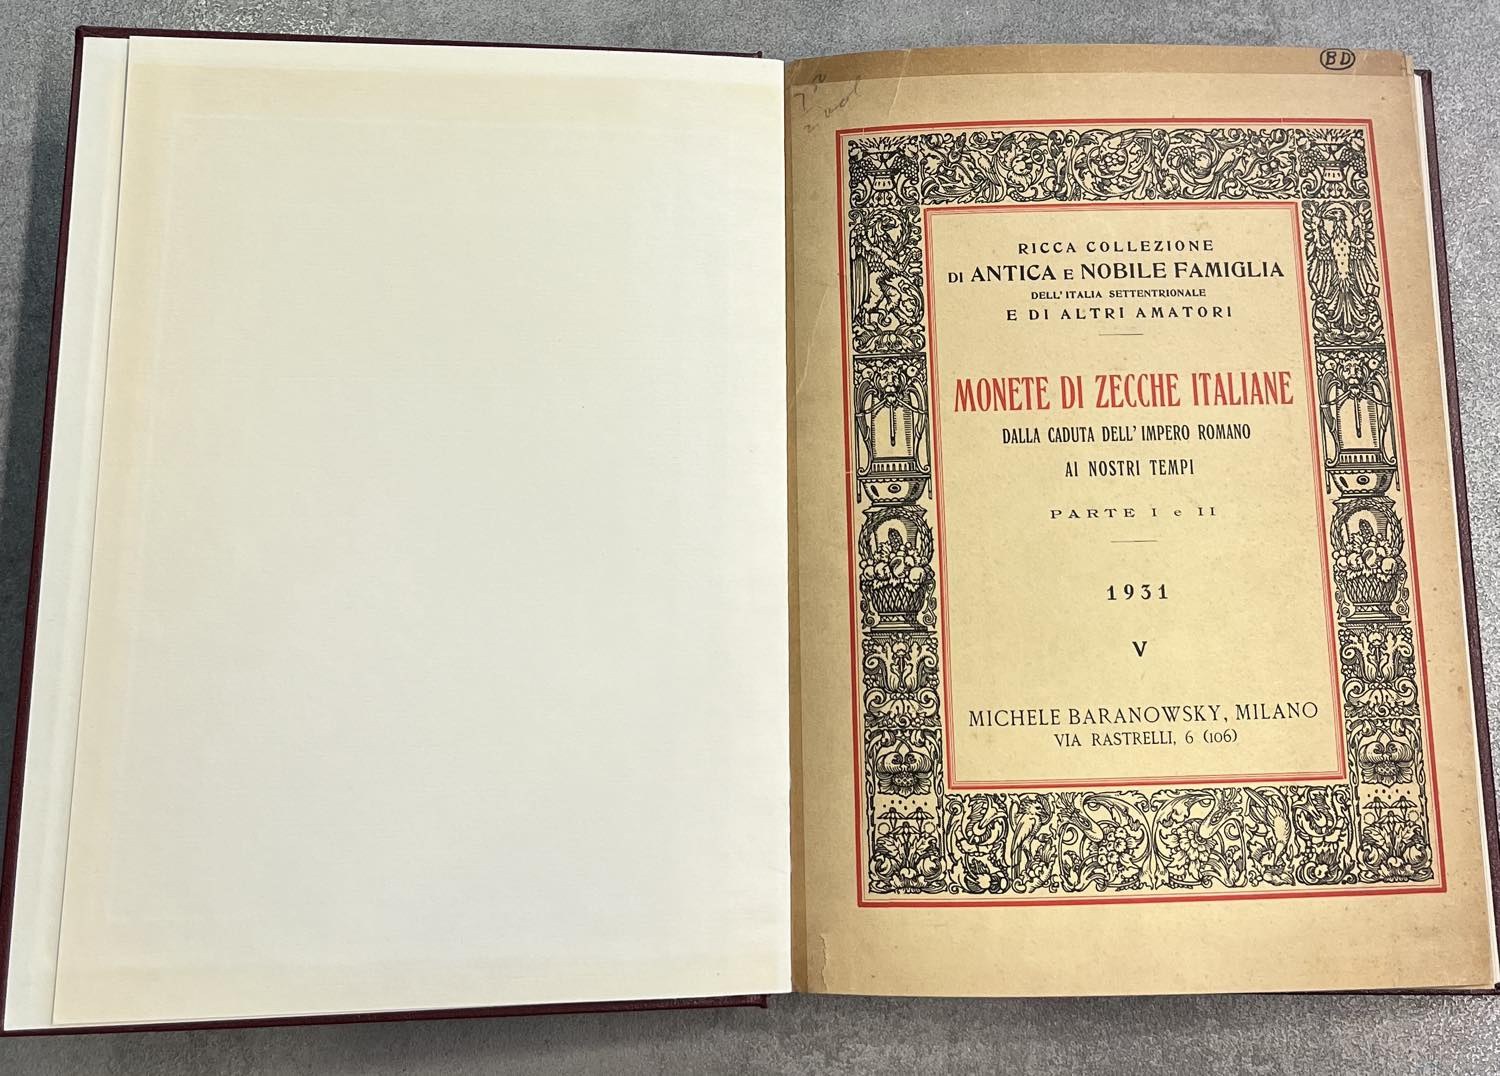 BD
RICCA COLLEZIONE
DI ANTICA E NOBILE FAMIGLIA
DELL' ITALIA SETTENTRIONALE
E DI ALTRI AMATORI
MONETE DI ZECCHE ITALIANE
DALLA CADUTA DELL' IMPERO ROMANO
AI NOSTRI TEMPI
PARTE I e II
1931
V
MICHELE BARANOWSKY, MILANO
VIA RASTRELLI, 6 (106)